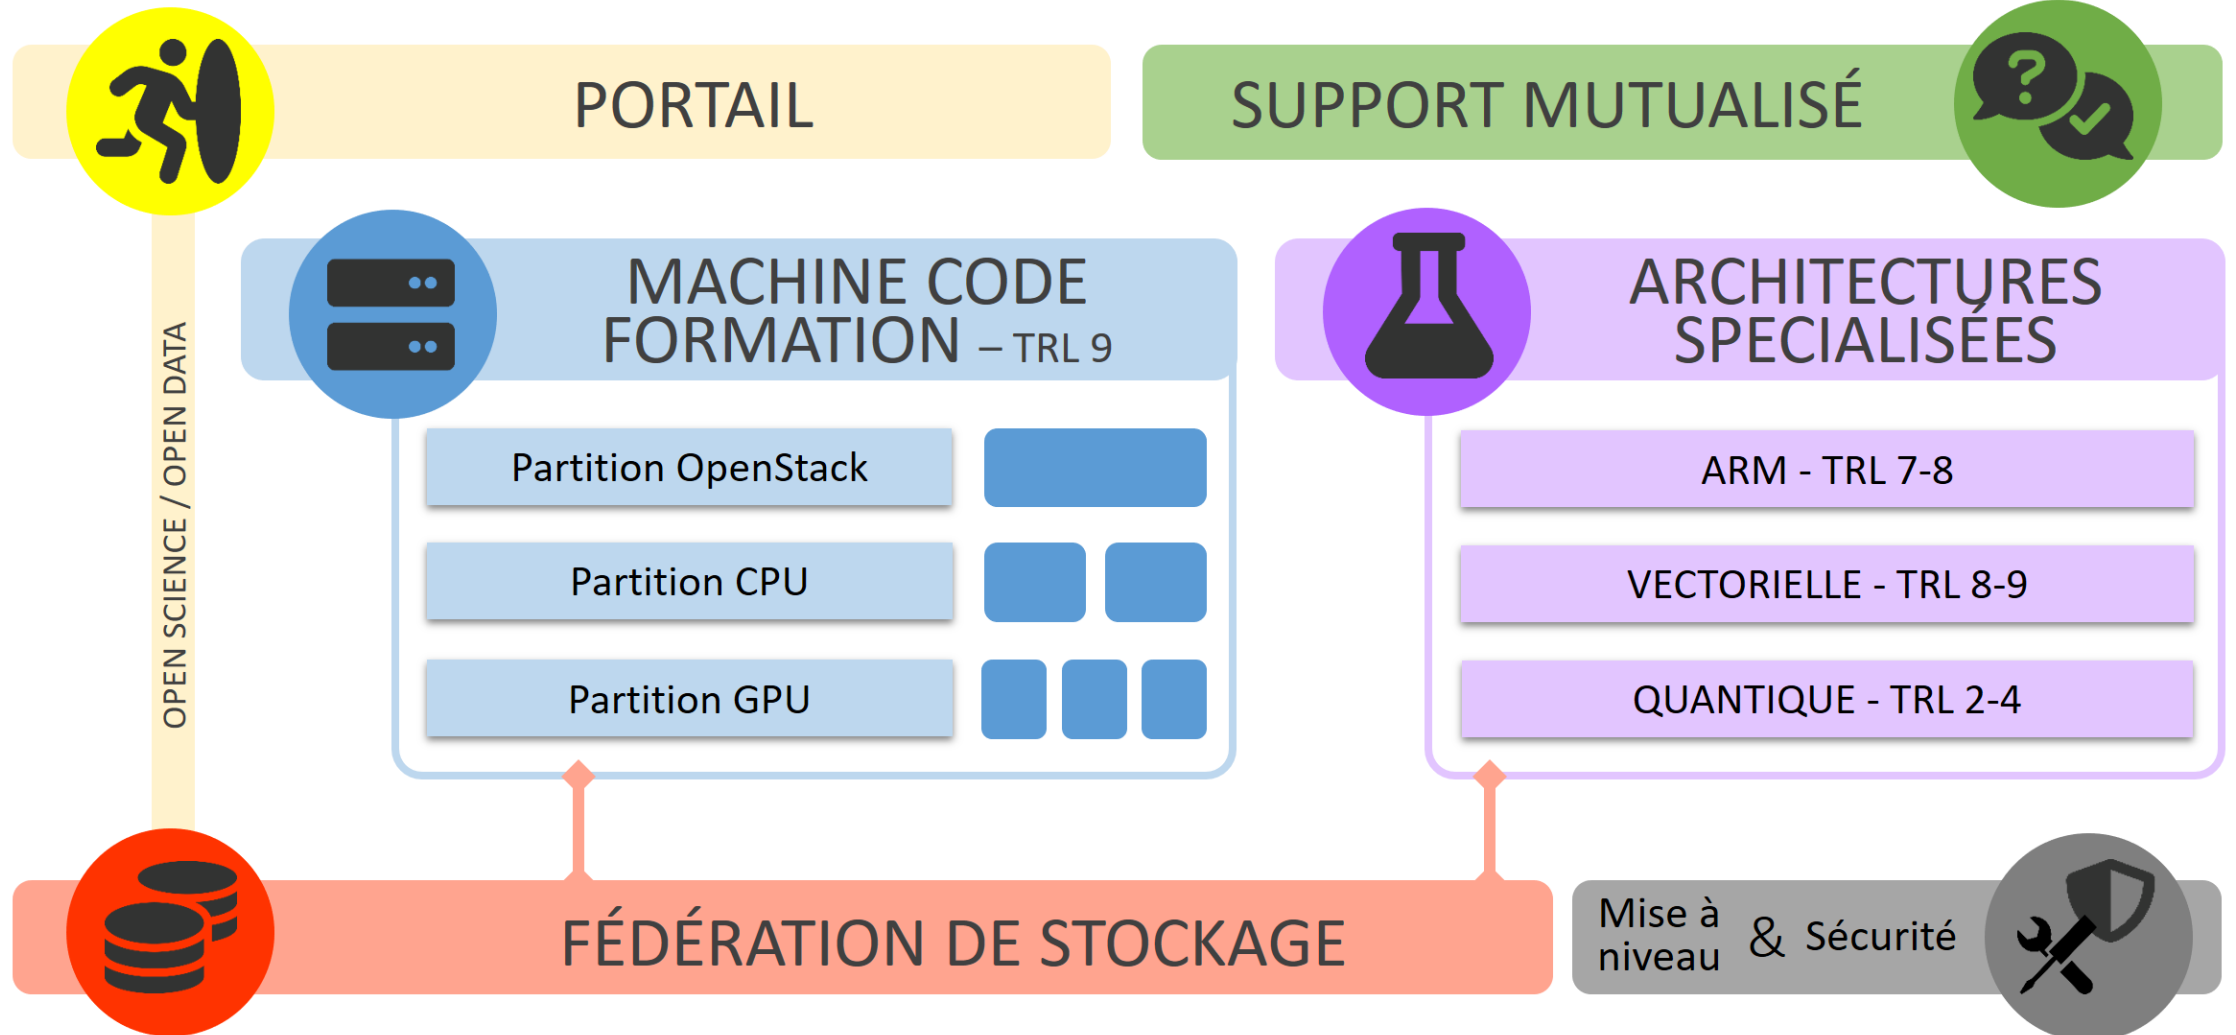 PORTAIL
SUPPORT MUTUALISÉ
?
OPEN SCIENCE / OPEN DATA
MACHINE CODE
FORMATION – TRL 9
Partition OpenStack
Partition CPU
Partition GPU
ARCHITECTURES
SPECIALISÉES
ARM - TRL 7-8
VECTORIELLE - TRL 8-9
QUANTIQUE - TRL 2-4
FÉDÉRATION DE STOCKAGE
Mise à
niveau
& Sécurité